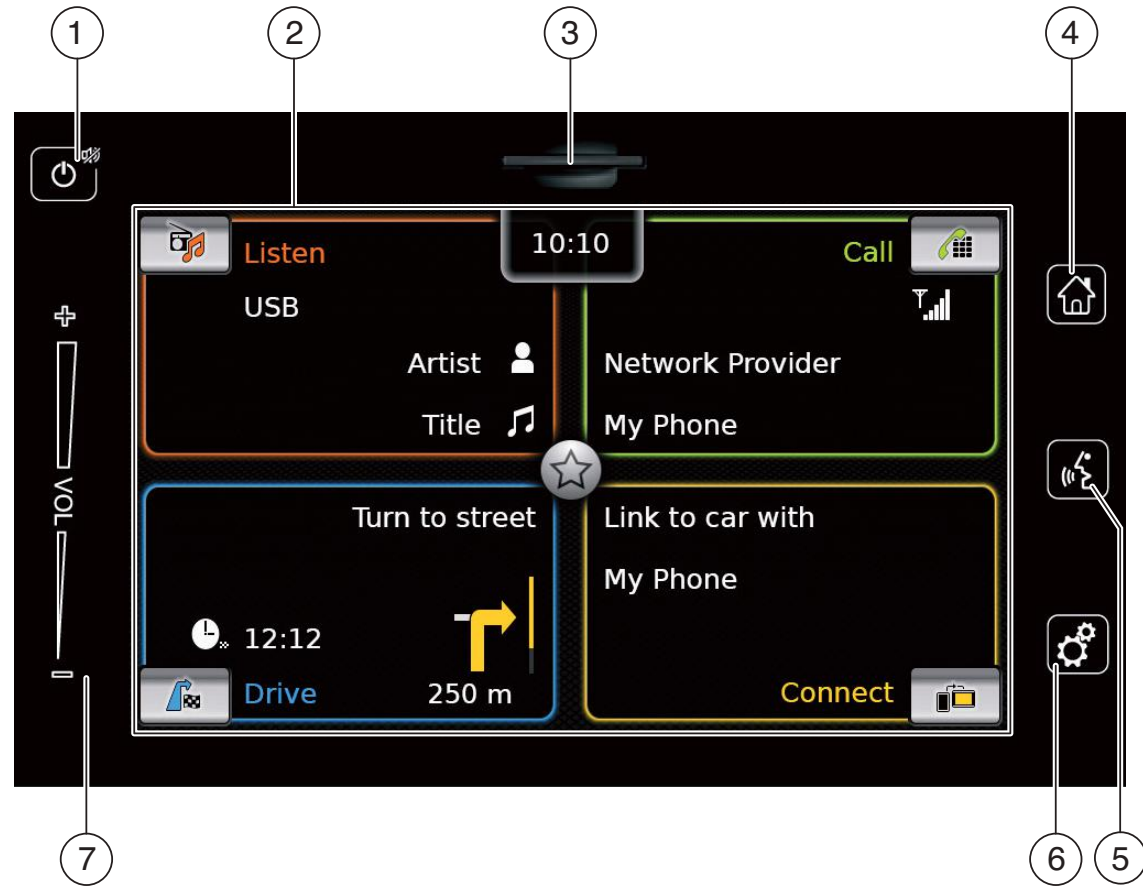 1 2 3 4
Listen
10:10
Call
USB
Artist
Network Provider
Title
My Phone
VOL
Turn to street
Link to car with
My Phone
12:12
Drive
250 m
Connect
7 6 5